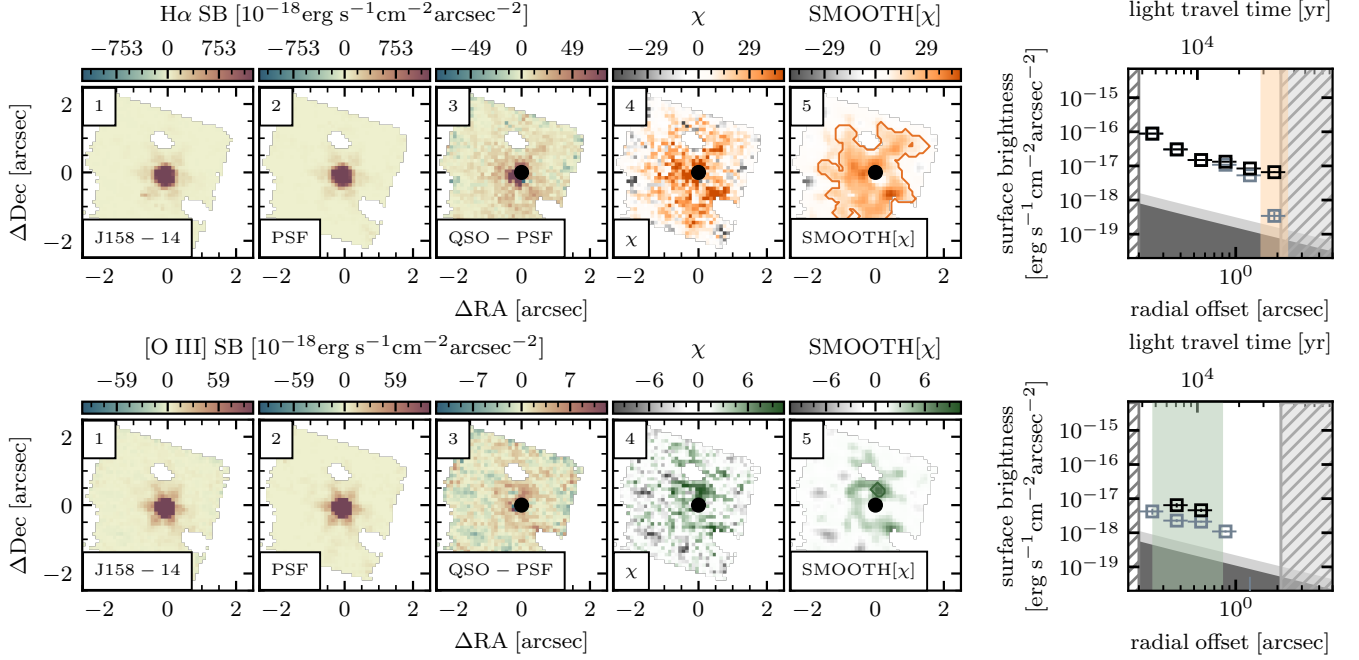 Hα SB [10⁻¹⁸erg s⁻¹cm⁻²arcsec⁻²] χ SMOOTH[χ] light travel time [yr]
−753 0 753 −753 0 753 −49 0 49 −29 0 29 −29 0 29 10⁴
1 2 3 4 5
2 0 −2
ΔDec [arcsec]
J158 − 14 PSF QSO − PSF χ SMOOTH[χ]
−2 0 2 −2 0 2 −2 0 2 −2 0 2 −2 0 2
ΔRA [arcsec]
surface brightness
[erg s⁻¹cm⁻²arcsec⁻²]
10⁻¹⁵
10⁻¹⁶
10⁻¹⁷
10⁻¹⁸
10⁻¹⁹
10⁰
radial offset [arcsec]
[O III] SB [10⁻¹⁸erg s⁻¹cm⁻²arcsec⁻²] χ SMOOTH[χ] light travel time [yr]
−59 0 59 −59 0 59 −7 0 7 −6 0 6 −8 0 8 10⁴
1 2 3 4 5
2 0 −2
ΔDec [arcsec]
J158 − 14 PSF QSO − PSF χ SMOOTH[χ]
−2 0 2 −2 0 2 −2 0 2 −2 0 2 −2 0 2
ΔRA [arcsec]
surface brightness
[erg s⁻¹cm⁻²arcsec⁻²]
10⁻¹⁵
10⁻¹⁶
10⁻¹⁷
10⁻¹⁸
10⁻¹⁹
10⁰
radial offset [arcsec]